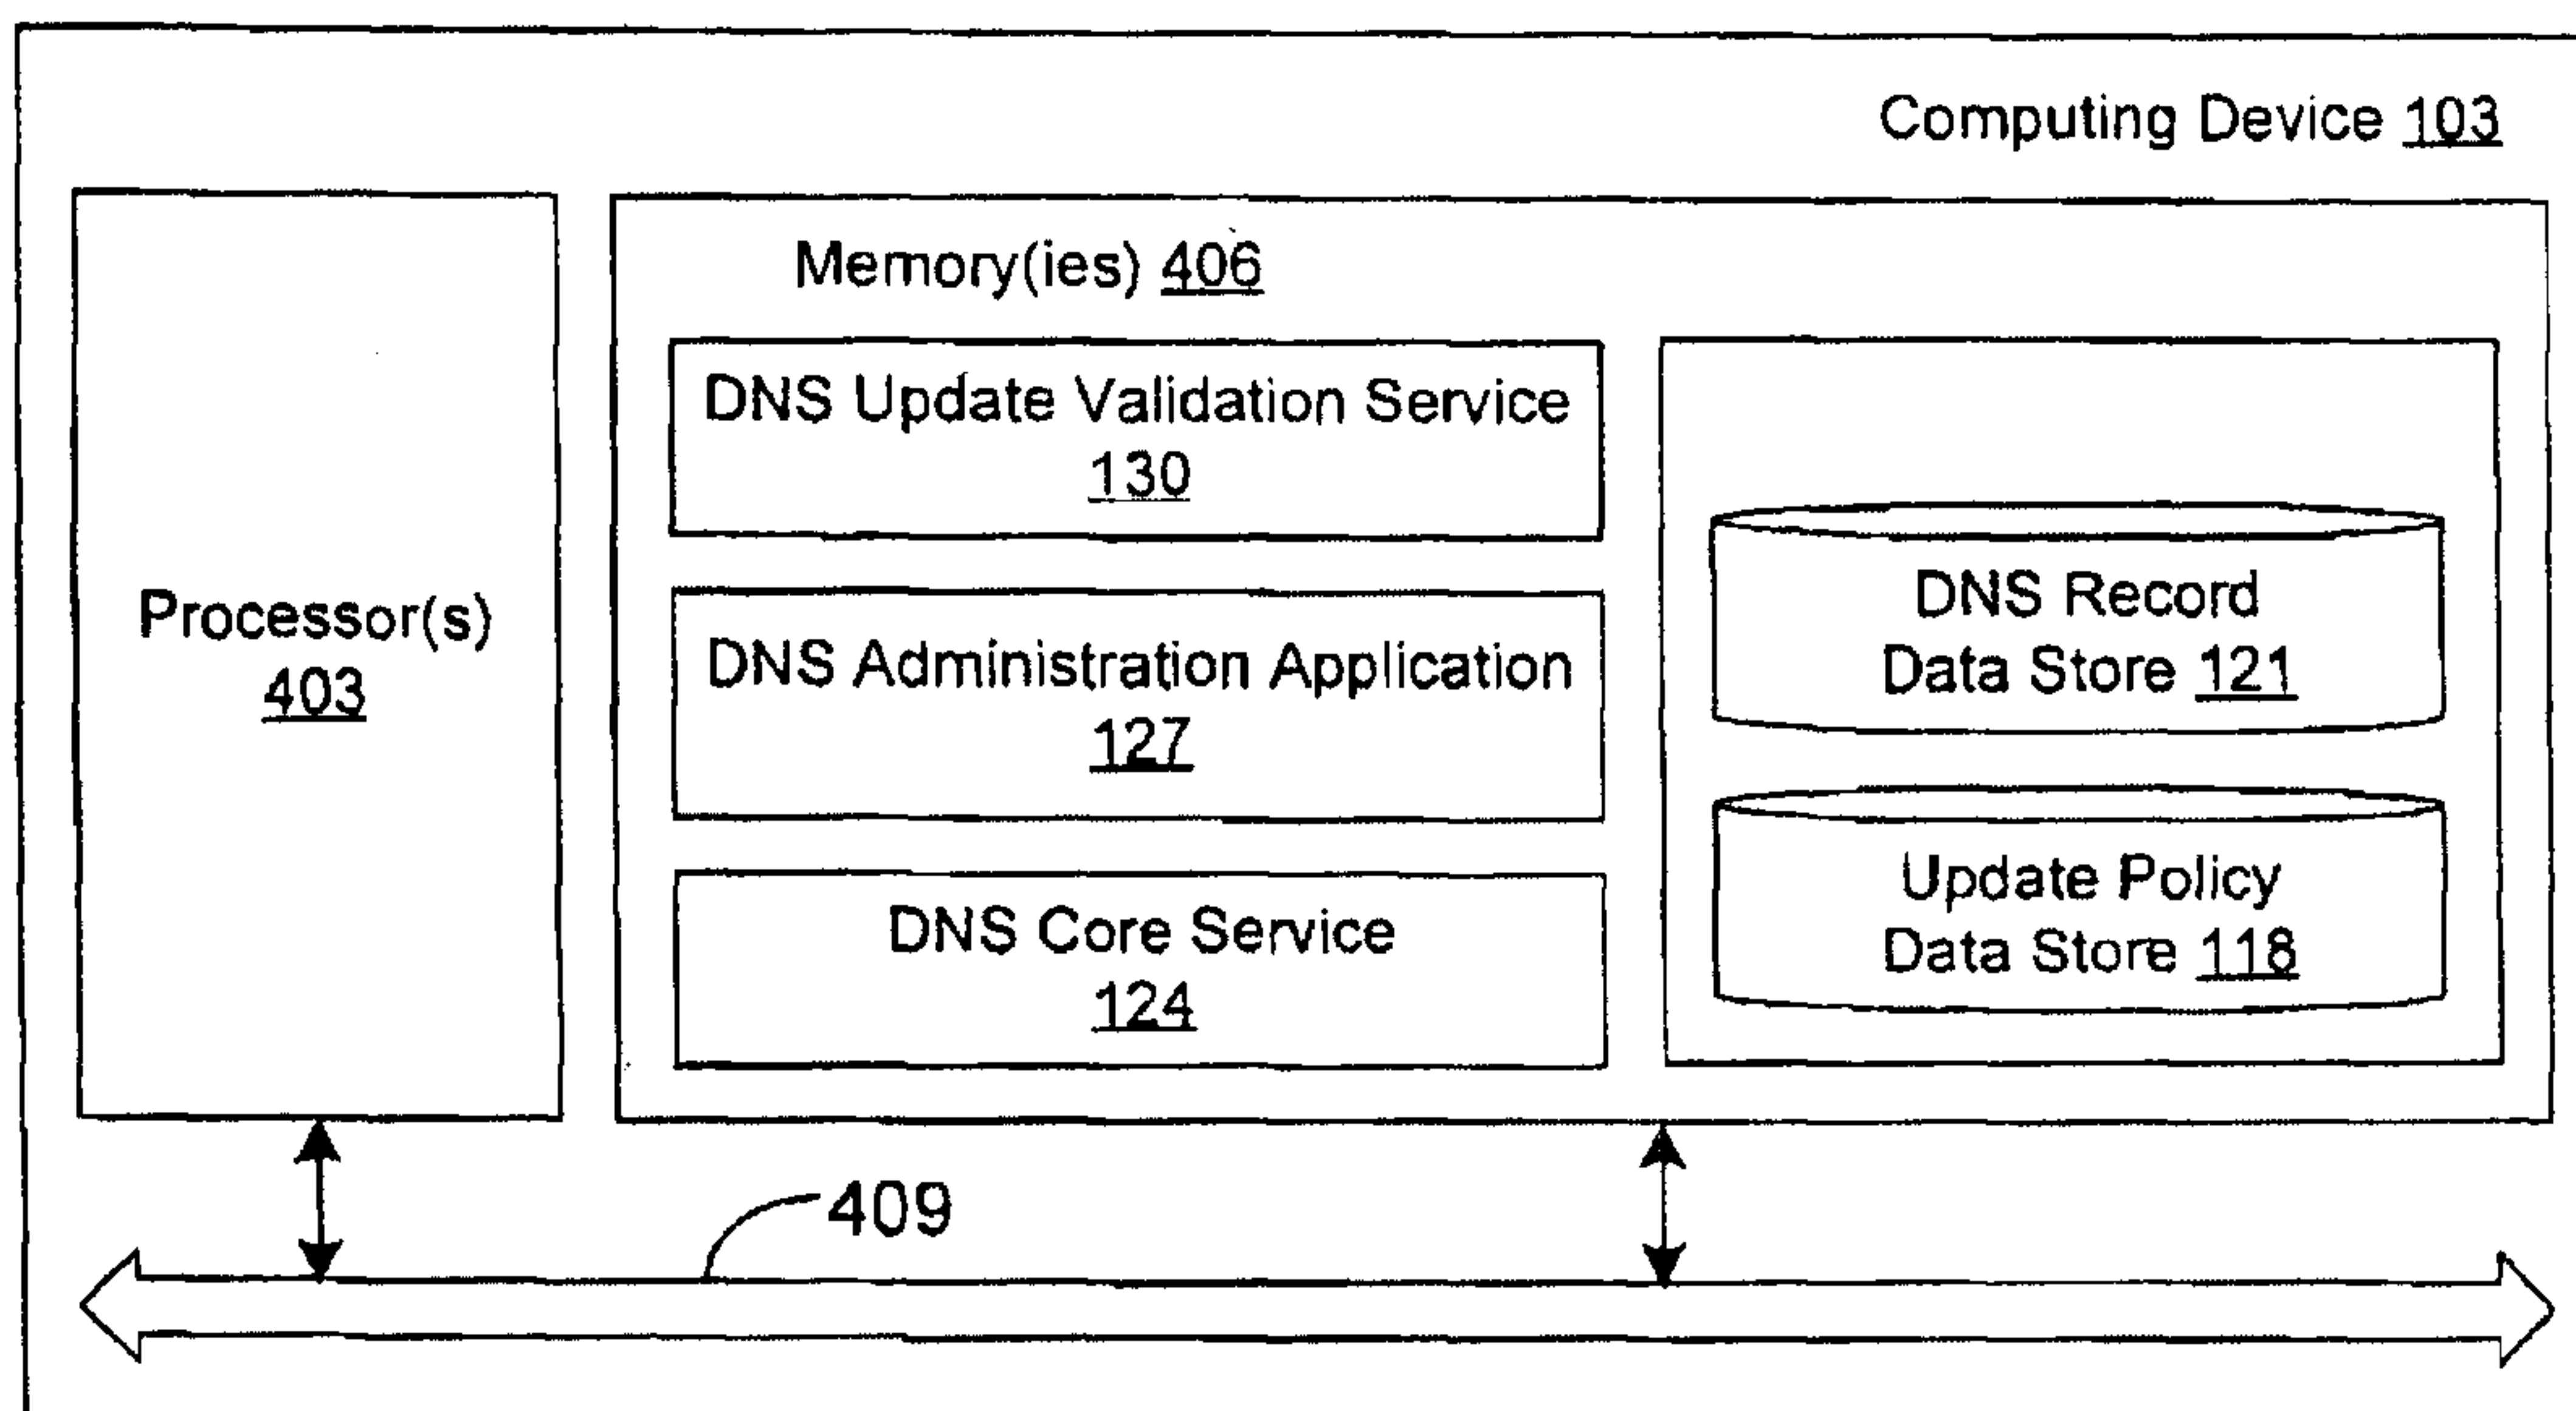 Computing Device 103
Processor(s)
403
Memory(ies) 406
DNS Update Validation Service
130
DNS Administration Application
127
DNS Core Service
124
DNS Record
Data Store 121
Update Policy
Data Store 118
409